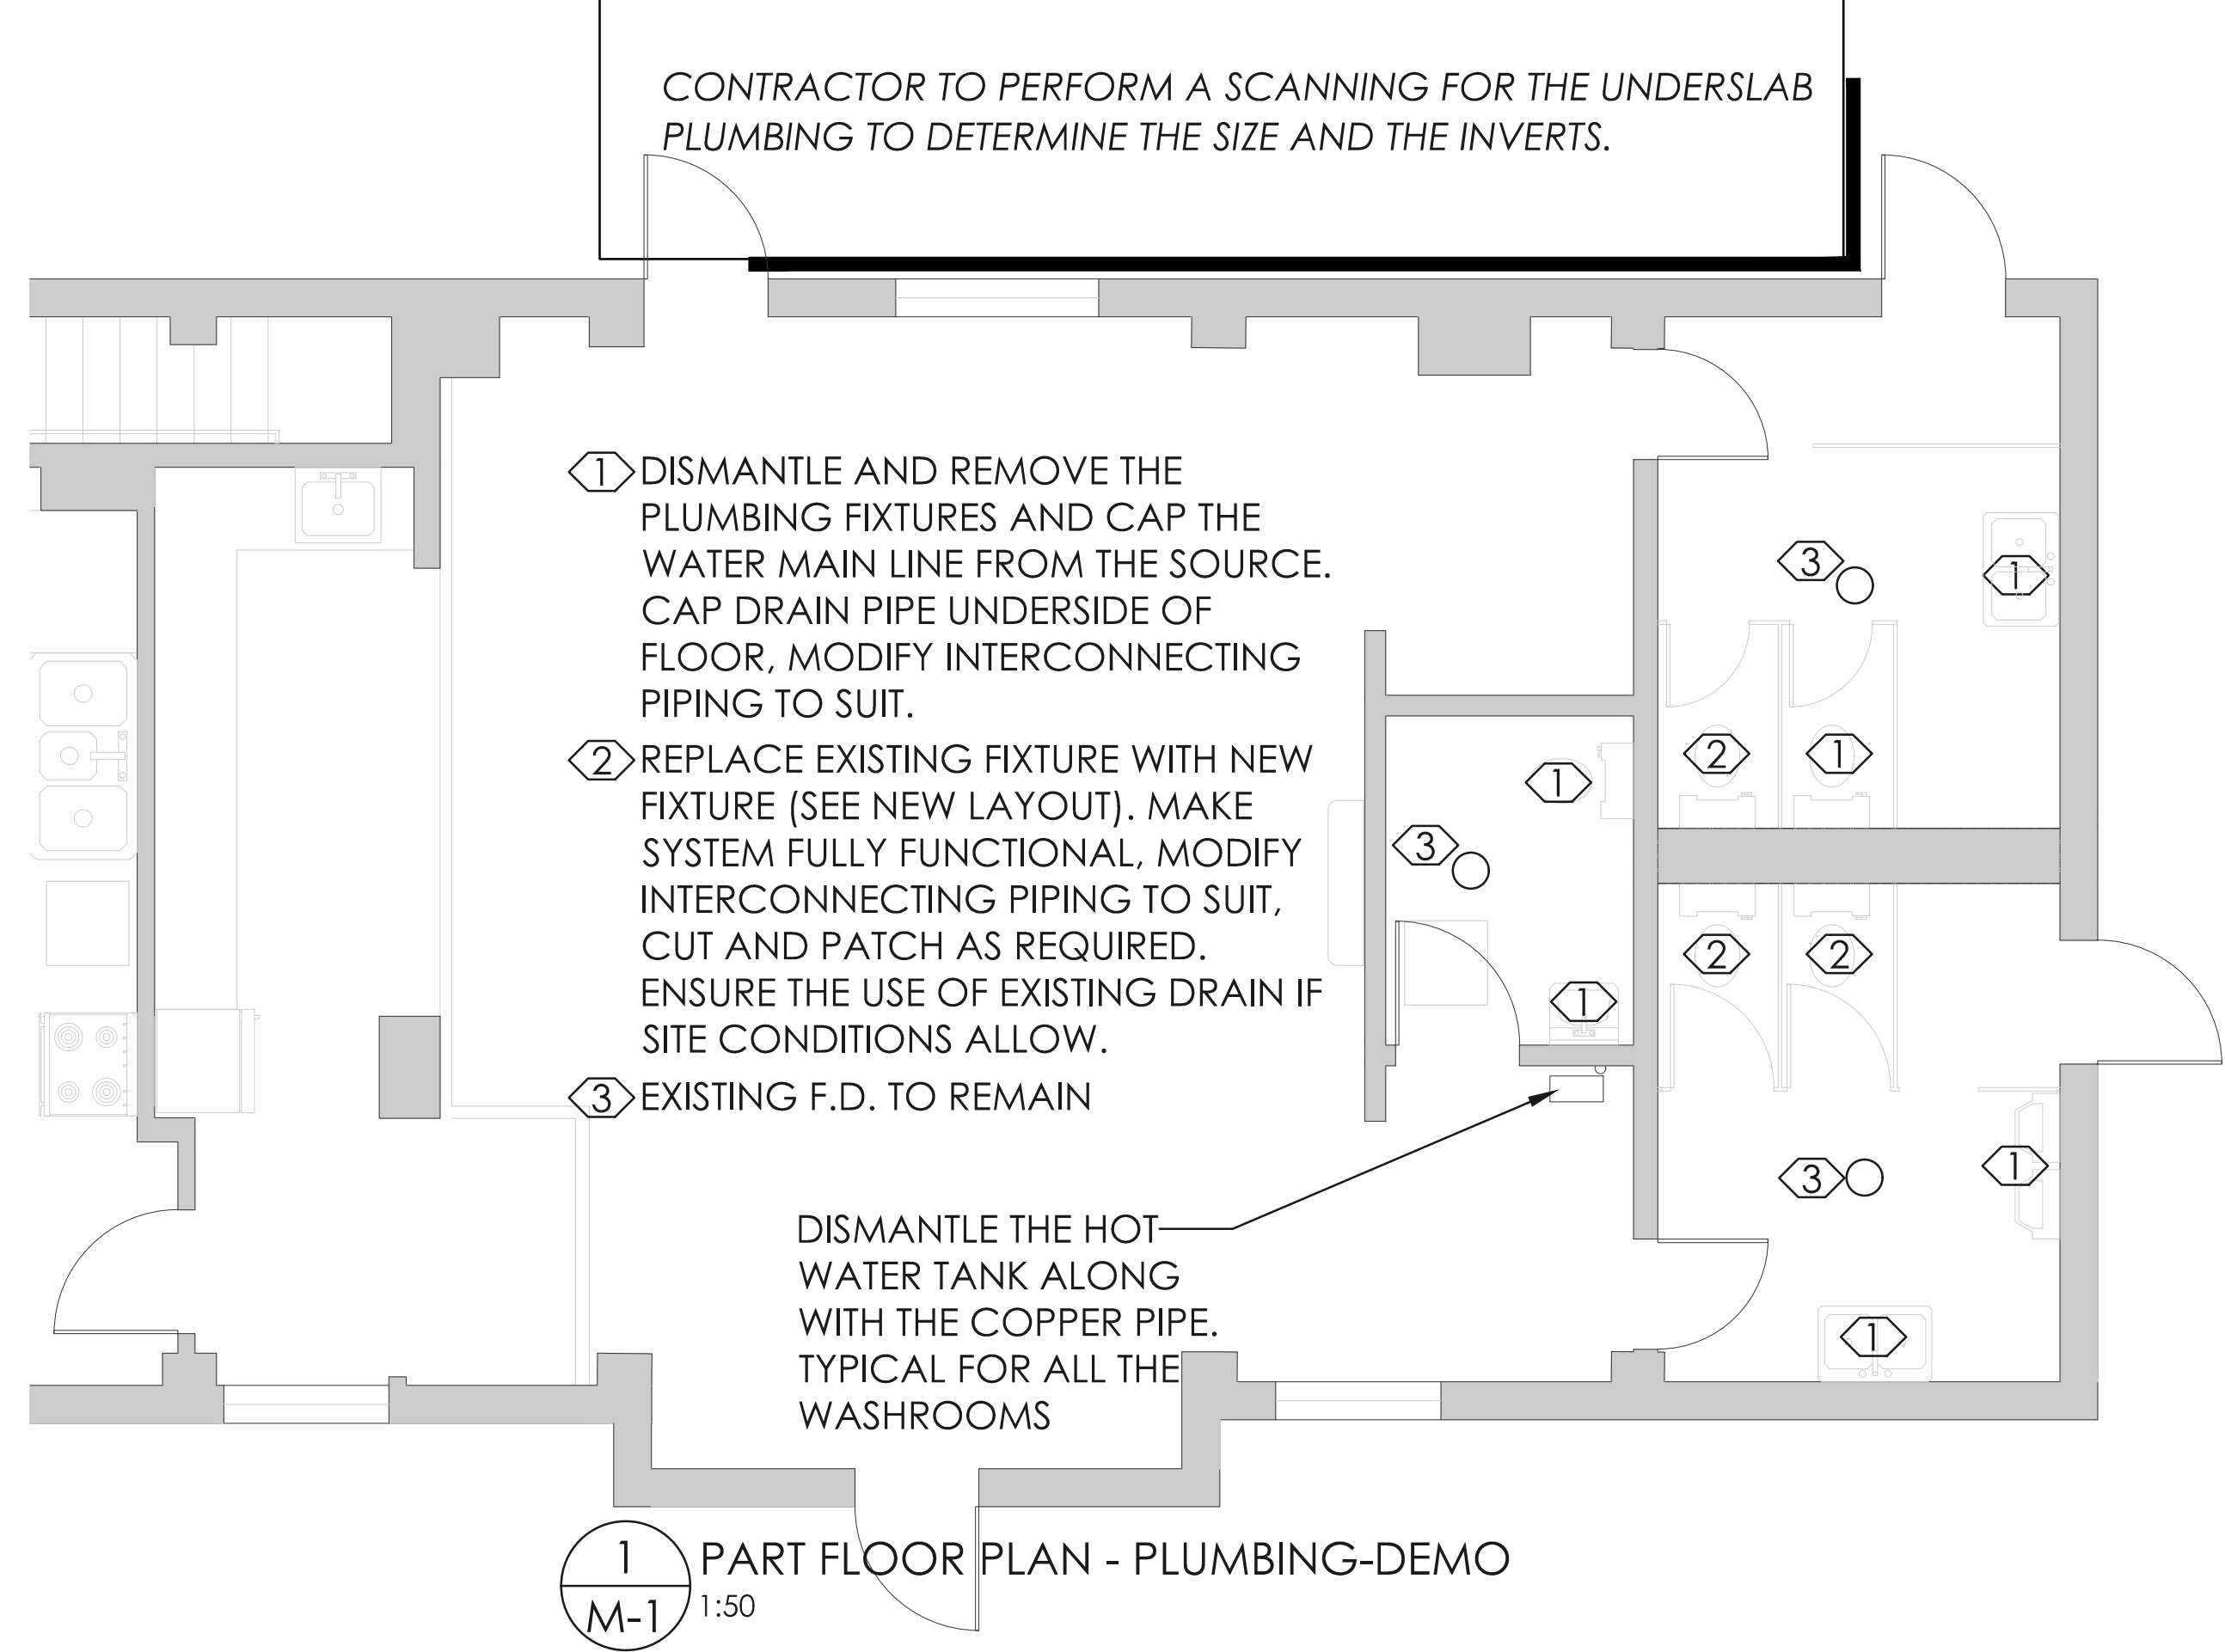 CONTRACTOR TO PERFORM A SCANNING FOR THE UNDERSLAB
PLUMBING TO DETERMINE THE SIZE AND THE INVERTS.
1 DISMANTLE AND REMOVE THE
PLUMBING FIXTURES AND CAP THE
WATER MAIN LINE FROM THE SOURCE.
CAP DRAIN PIPE UNDERSIDE OF
FLOOR, MODIFY INTERCONNECTING
PIPING TO SUIT.
2 REPLACE EXISTING FIXTURE WITH NEW
FIXTURE (SEE NEW LAYOUT). MAKE
SYSTEM FULLY FUNCTIONAL, MODIFY
INTERCONNECTING PIPING TO SUIT,
CUT AND PATCH AS REQUIRED.
ENSURE THE USE OF EXISTING DRAIN IF
SITE CONDITIONS ALLOW.
3 EXISTING F.D. TO REMAIN
DISMANTLE THE HOT
WATER TANK ALONG
WITH THE COPPER PIPE.
TYPICAL FOR ALL THE
WASHROOMS
3
1
2
1
1
3
2
2
1
3
1
1
1
M-1
PART FLOOR PLAN - PLUMBING-DEMO
1:50